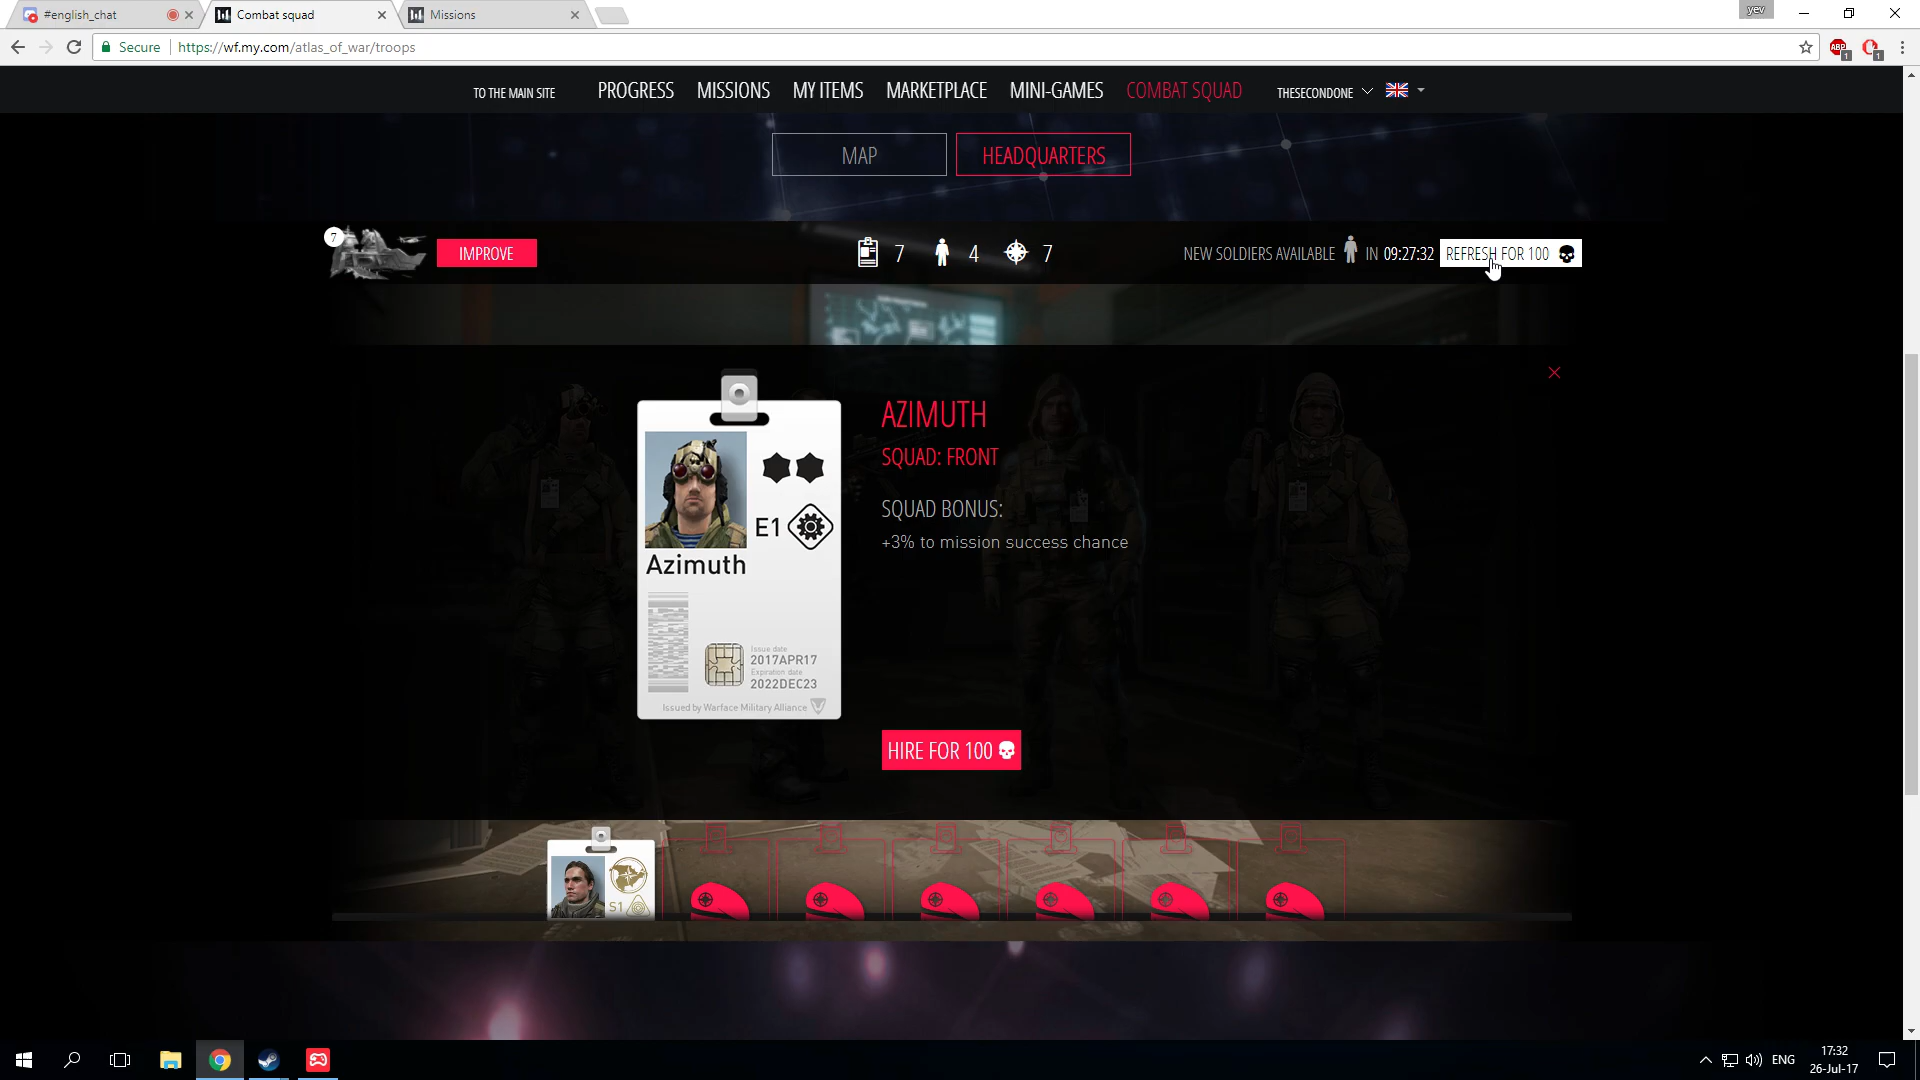 #english_chat
Combat squad
Missions
yev
Secure
https://wf.my.com/atlas_of_war/troops
ABP
1
1
TO THE MAIN SITE
PROGRESS
MISSIONS
MY ITEMS
MARKETPLACE
MINI-GAMES
COMBAT SQUAD
THESECONDONE
MAP
HEADQUARTERS
7
IMPROVE
7
4
7
NEW SOLDIERS AVAILABLE IN 09:27:32
REFRESH FOR 100
AZIMUTH
SQUAD: FRONT
SQUAD BONUS:
+3% to mission success chance
E1
Azimuth
Issue date
2017APR17
Expiration date
2022DEC23
Issued by Warface Military Alliance
HIRE FOR 100
S1
ENG
17:32
26-Jul-17